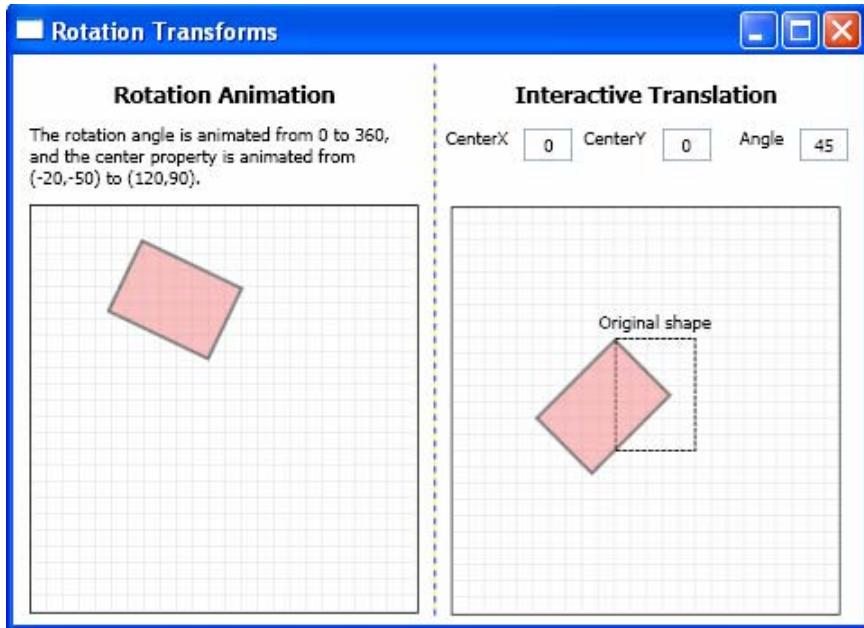 Rotation Transforms
Rotation Animation
The rotation angle is animated from 0 to 360,
and the center property is animated from
(-20,-50) to (120,90).
Interactive Translation
CenterX 0 CenterY 0 Angle 45
Original shape